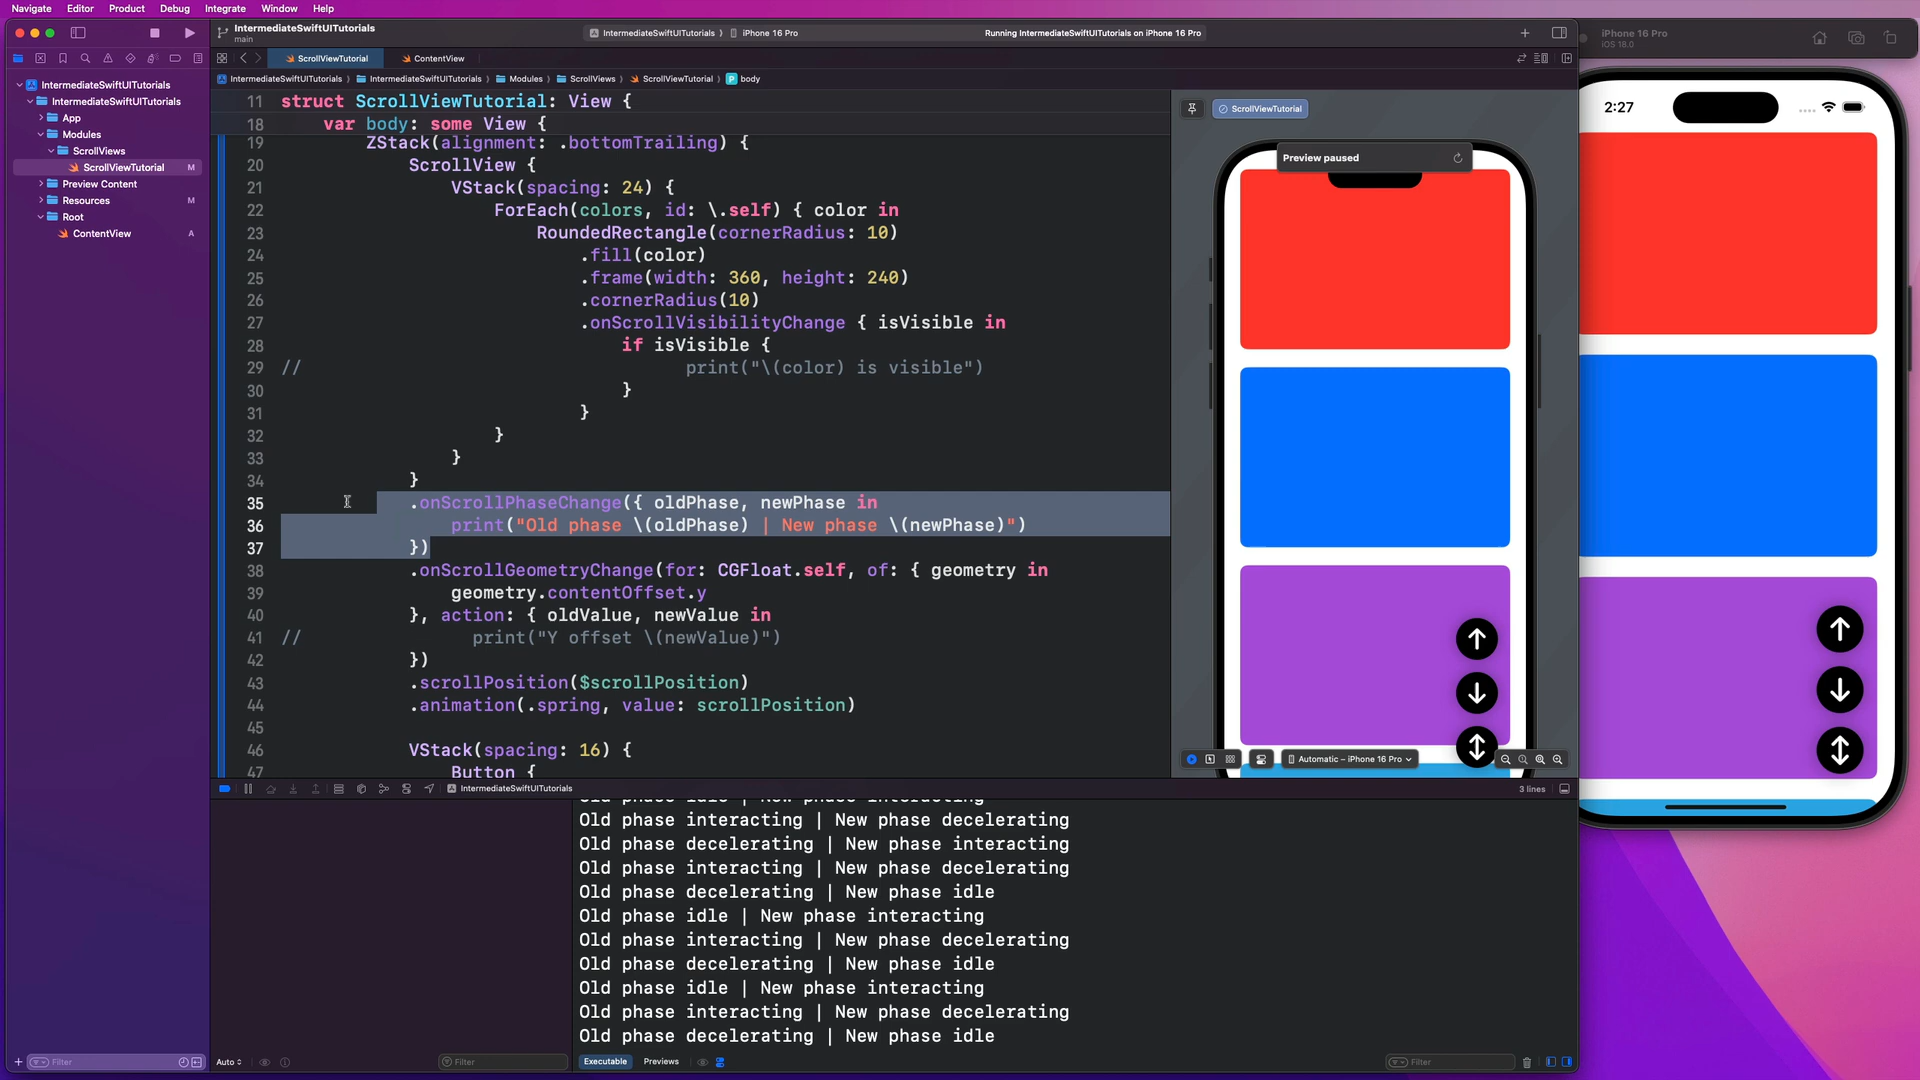 Navigate Editor Product Debug Integrate Window Help
IntermediateSwiftUITutorials
main
IntermediateSwiftUITutorials
iPhone 16 Pro
Running IntermediateSwiftUITutorials on iPhone 16 Pro
iPhone 16 Pro
iOS 18.0
ScrollViewTutorial
ContentView
IntermediateSwiftUITutorials
IntermediateSwiftUITutorials
Modules
ScrollViews
ScrollViewTutorial
body
IntermediateSwiftUITutorials
IntermediateSwiftUITutorials
App
Modules
ScrollViews
ScrollViewTutorial M
Preview Content
Resources M
Root
ContentView A
11 struct ScrollViewTutorial: View {
18 var body: some View {
19 ZStack(alignment: .bottomTrailing) {
20 ScrollView {
21 VStack(spacing: 24) {
22 ForEach(colors, id: \.self) { color in
23 RoundedRectangle(cornerRadius: 10)
24 .fill(color)
25 .frame(width: 360, height: 240)
26 .cornerRadius(10)
27 .onScrollVisibilityChange { isVisible in
28 if isVisible {
29 // print("\(color) is visible")
30 }
31 }
32 }
33 }
34 }
35 .onScrollPhaseChange({ oldPhase, newPhase in
36 print("Old phase \(oldPhase) | New phase \(newPhase)")
37 })
38 .onScrollGeometryChange(for: CGFloat.self, of: { geometry in
39 geometry.contentOffset.y
40 }, action: { oldValue, newValue in
41 // print("Y offset \(newValue)")
42 })
43 .scrollPosition($scrollPosition)
44 .animation(.spring, value: scrollPosition)
45
46 VStack(spacing: 16) {
47 Button {
ScrollViewTutorial
Preview paused
Automatic – iPhone 16 Pro
2:27
IntermediateSwiftUITutorials
3 lines
Old phase idle | New phase interacting
Old phase interacting | New phase decelerating
Old phase decelerating | New phase interacting
Old phase interacting | New phase decelerating
Old phase decelerating | New phase idle
Old phase idle | New phase interacting
Old phase interacting | New phase decelerating
Old phase decelerating | New phase idle
Old phase idle | New phase interacting
Old phase interacting | New phase decelerating
Old phase decelerating | New phase idle
Filter
Auto
Filter
Executable
Previews
Filter